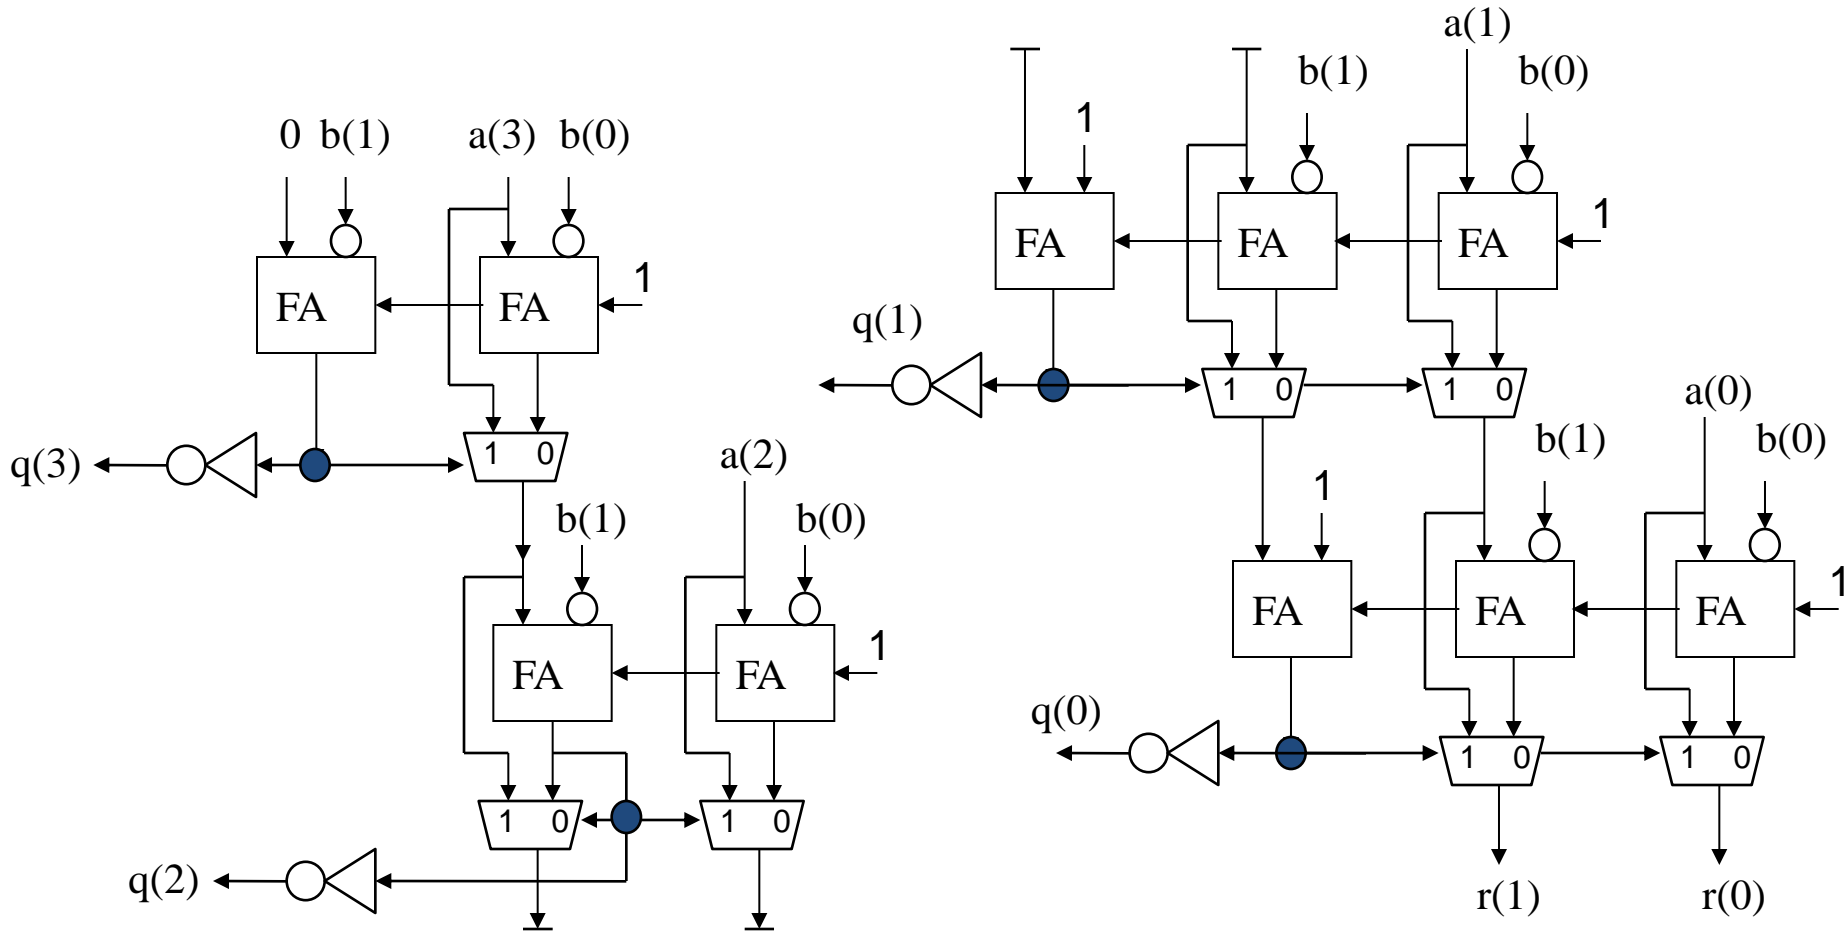 0 b(1) a(3) b(0)
FA FA 1
q(3) 1 0
a(2)
b(1) b(0)
FA FA 1
1 0 1 0
q(2)
a(1)
b(1) b(0)
1
FA FA FA 1
q(1)
1 0 1 0
a(0)
b(1) b(0)
1
FA FA FA 1
q(0)
1 0 1 0
r(1) r(0)